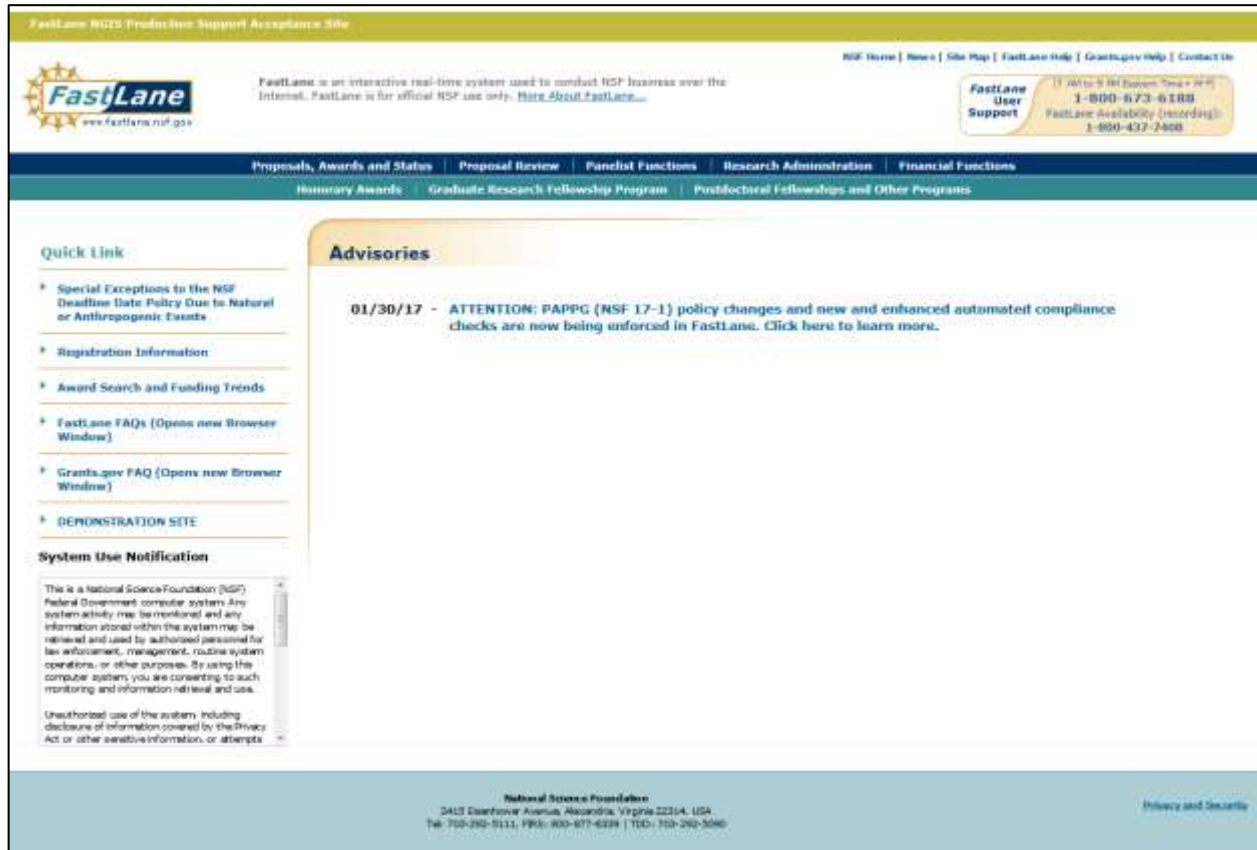 FastLane NGIS Production Support Acceptance Site
NSF Home | News | Site Map | FastLane Help | Grants.gov Help | Contact Us
FastLane
www.fastlane.nsf.gov
FastLane is an interactive real-time system used to conduct NSF business over the
Internet. FastLane is for official NSF use only. More About FastLane...
FastLane
User
Support
1-800-673-6188
FastLane Availability (recording):
1-800-437-7408
Proposals, Awards and Status | Proposal Review | Panelist Functions | Research Administration | Financial Functions
Honorary Awards | Graduate Research Fellowship Program | Postdoctoral Fellowships and Other Programs
Quick Link
Special Exceptions to the NSF
Deadline Date Policy Due to Natural
or Anthropogenic Events
Registration Information
Award Search and Funding Trends
FastLane FAQs (Opens new Browser
Window)
Grants.gov FAQ (Opens new Browser
Window)
DEMONSTRATION SITE
Advisories
01/30/17 - ATTENTION: PAPPG (NSF 17-1) policy changes and new and enhanced automated compliance
checks are now being enforced in FastLane. Click here to learn more.
System Use Notification
This is a National Science Foundation (NSF)
Federal Government computer system. Any
system activity may be monitored and any
information stored within the system may be
retrieved and used by authorized personnel for
law enforcement, management, routine system
operations, or other purposes. By using this
computer system, you are consenting to such
monitoring and information retrieval and use.
Unauthorized use of the system, including
disclosure of information covered by the Privacy
Act or other sensitive information, or attempts
National Science Foundation
2415 Eisenhower Avenue, Alexandria, Virginia 22314, USA
Tel: 703-292-5111, FIRS: 800-877-8339 | TDD: 703-292-5090
Privacy and Security